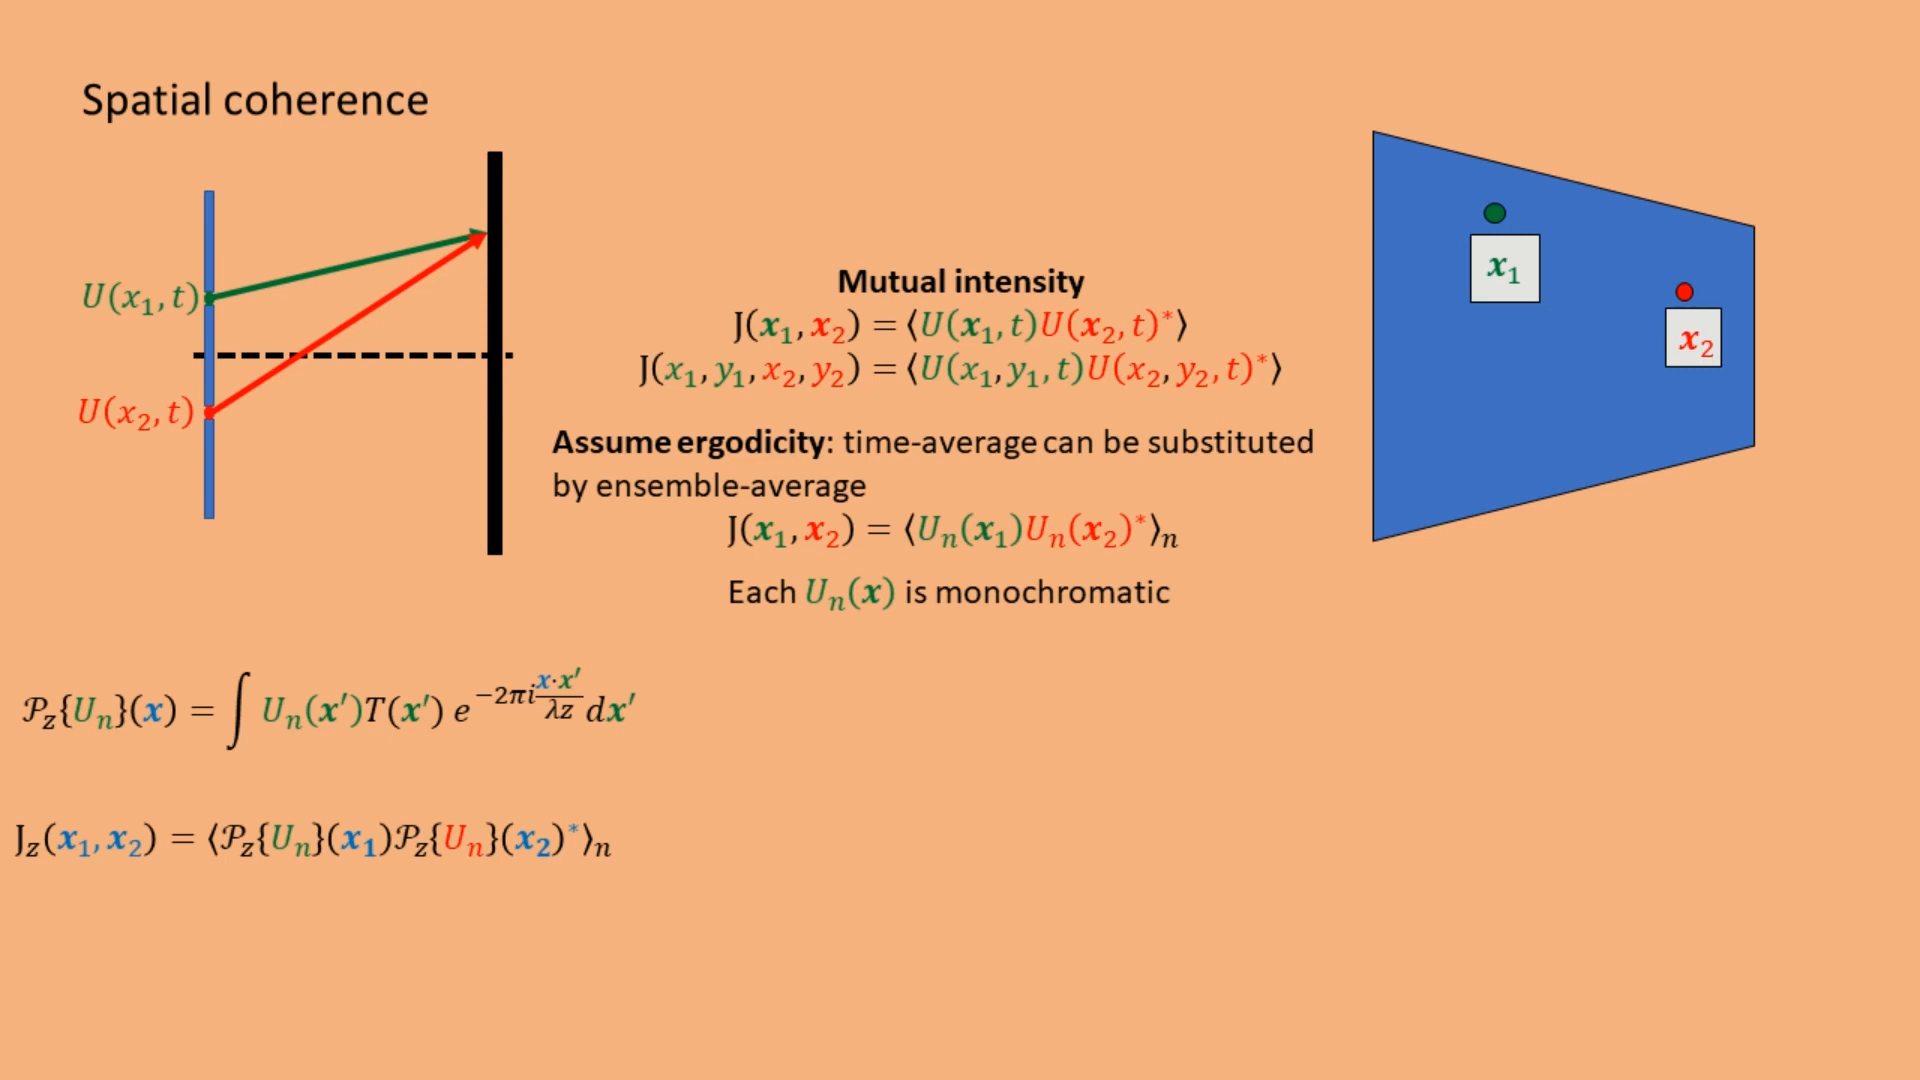 Spatial coherence
U(x₁, t)
U(x₂, t)
Mutual intensity
J(x₁, x₂) = ⟨U(x₁, t)U(x₂, t)*⟩
J(x₁, y₁, x₂, y₂) = ⟨U(x₁, y₁, t)U(x₂, y₂, t)*⟩
Assume ergodicity: time-average can be substituted
by ensemble-average
J(x₁, x₂) = ⟨Uₙ(x₁)Uₙ(x₂)*⟩ₙ
Each Uₙ(x) is monochromatic
x₁
x₂
𝒫_z{Uₙ}(x) = ∫ Uₙ(x′)T(x′) e^{−2πi \frac{x·x′}{λz}} dx′
J_z(x₁, x₂) = ⟨𝒫_z{Uₙ}(x₁)𝒫_z{Uₙ}(x₂)*⟩ₙ